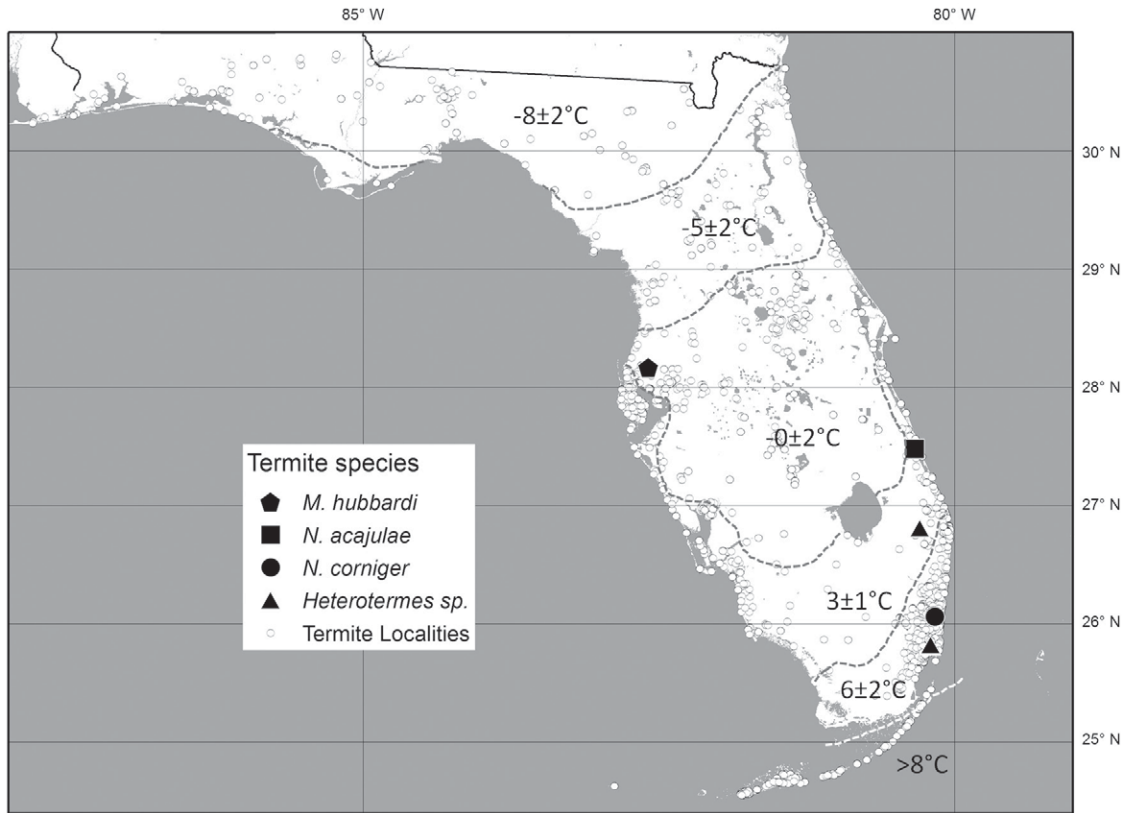 85° W
80° W
-8±2°C
30° N
-5±2°C
29° N
28° N
-0±2°C
Termite species
M. hubbardi
N. acajulae
N. corniger
Heterotermes sp.
Termite Localities
27° N
3±1°C
26° N
6±2°C
25° N
>8°C